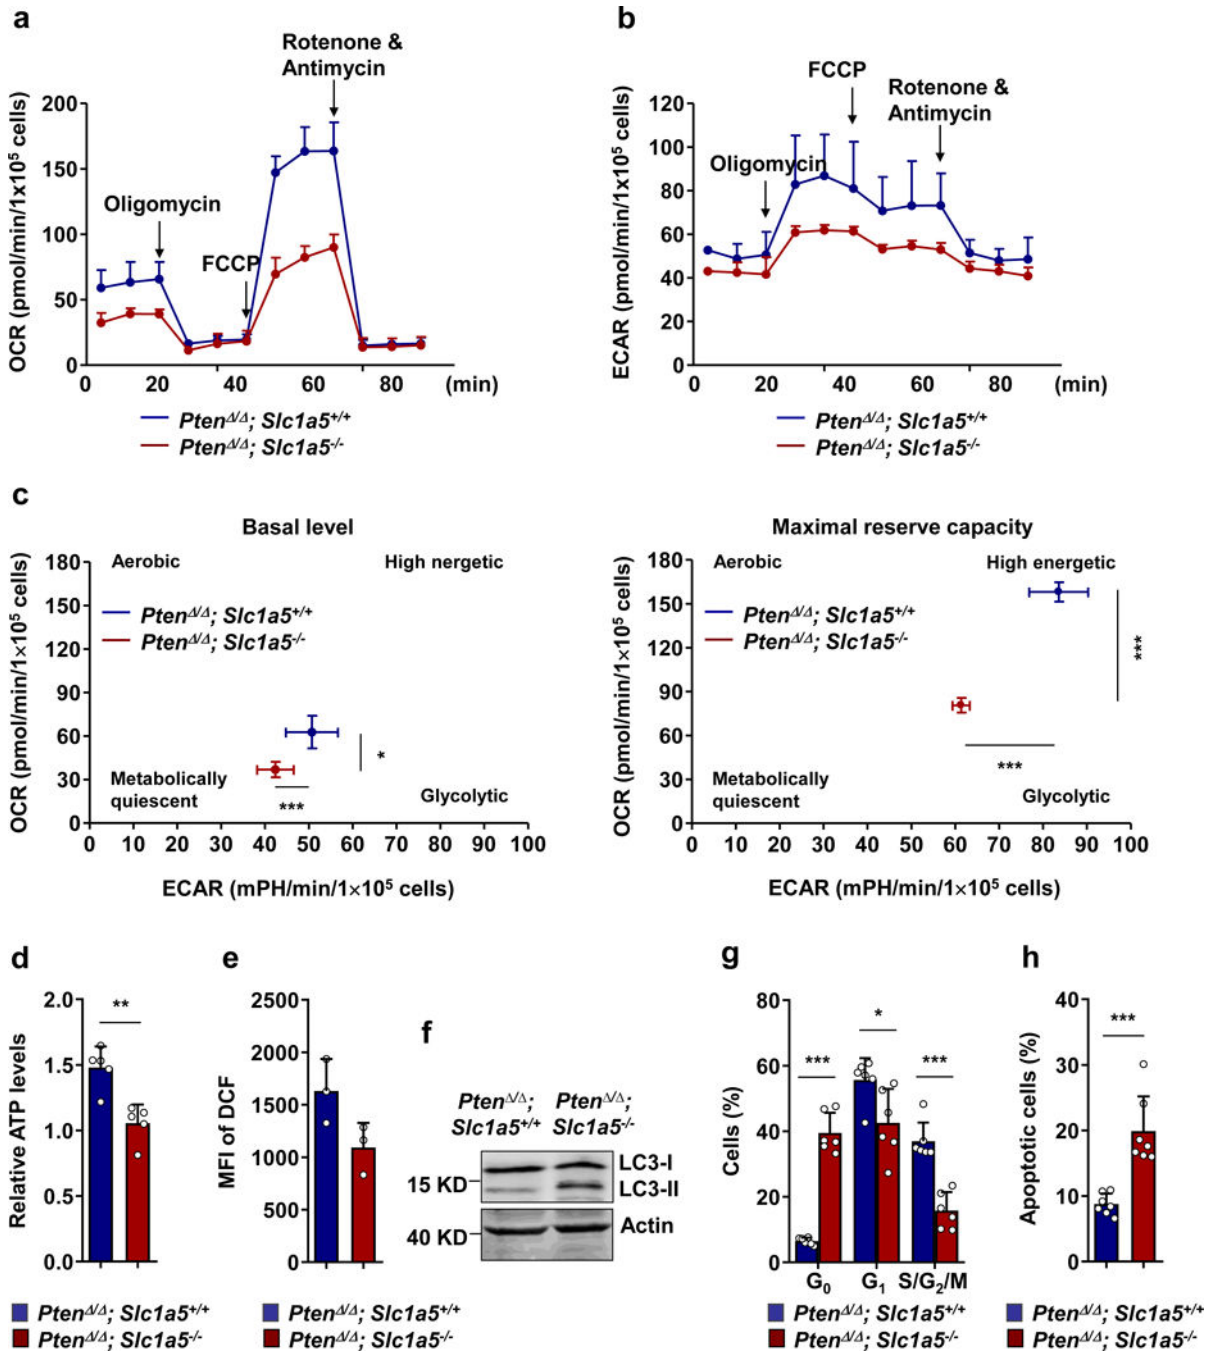 a
Rotenone &
Antimycin
OCR (pmol/min/1x10⁵ cells)
200
150
100
50
0
Oligomycin
FCCP
0 20 40 60 80 (min)
Pten^Δ/Δ; Slc1a5^+/+
Pten^Δ/Δ; Slc1a5^-/-
b
FCCP
Rotenone &
Antimycin
ECAR (pmol/min/1x10⁵ cells)
120
100
80
60
40
20
0
Oligomycin
0 20 40 60 80 (min)
Pten^Δ/Δ; Slc1a5^+/+
Pten^Δ/Δ; Slc1a5^-/-
c
Basal level
OCR (pmol/min/1×10⁵ cells)
180
150
120
90
60
30
0
Aerobic
High nergetic
Pten^Δ/Δ; Slc1a5^+/+
Pten^Δ/Δ; Slc1a5^-/-
*
***
Metabolically
quiescent
Glycolytic
0 10 20 30 40 50 60 70 80 90 100
ECAR (mPH/min/1×10⁵ cells)
Maximal reserve capacity
OCR (pmol/min/1×10⁵ cells)
180
150
120
90
60
30
0
Aerobic
High energetic
Pten^Δ/Δ; Slc1a5^+/+
Pten^Δ/Δ; Slc1a5^-/-
***
***
Metabolically
quiescent
Glycolytic
0 10 20 30 40 50 60 70 80 90 100
ECAR (mPH/min/1×10⁵ cells)
d
Relative ATP levels
2.0
1.5
1.0
0.5
0.0
**
Pten^Δ/Δ; Slc1a5^+/+
Pten^Δ/Δ; Slc1a5^-/-
e
MFI of DCF
2500
2000
1500
1000
500
0
Pten^Δ/Δ; Slc1a5^+/+
Pten^Δ/Δ; Slc1a5^-/-
f
Pten^Δ/Δ; Pten^Δ/Δ;
Slc1a5^+/+ Slc1a5^-/-
LC3-I
15 KD
LC3-II
40 KD
Actin
g
Cells (%)
80
60
40
20
0
***
*
***
G₀ G₁ S/G₂/M
Pten^Δ/Δ; Slc1a5^+/+
Pten^Δ/Δ; Slc1a5^-/-
h
Apoptotic cells (%)
40
30
20
10
0
***
Pten^Δ/Δ; Slc1a5^+/+
Pten^Δ/Δ; Slc1a5^-/-